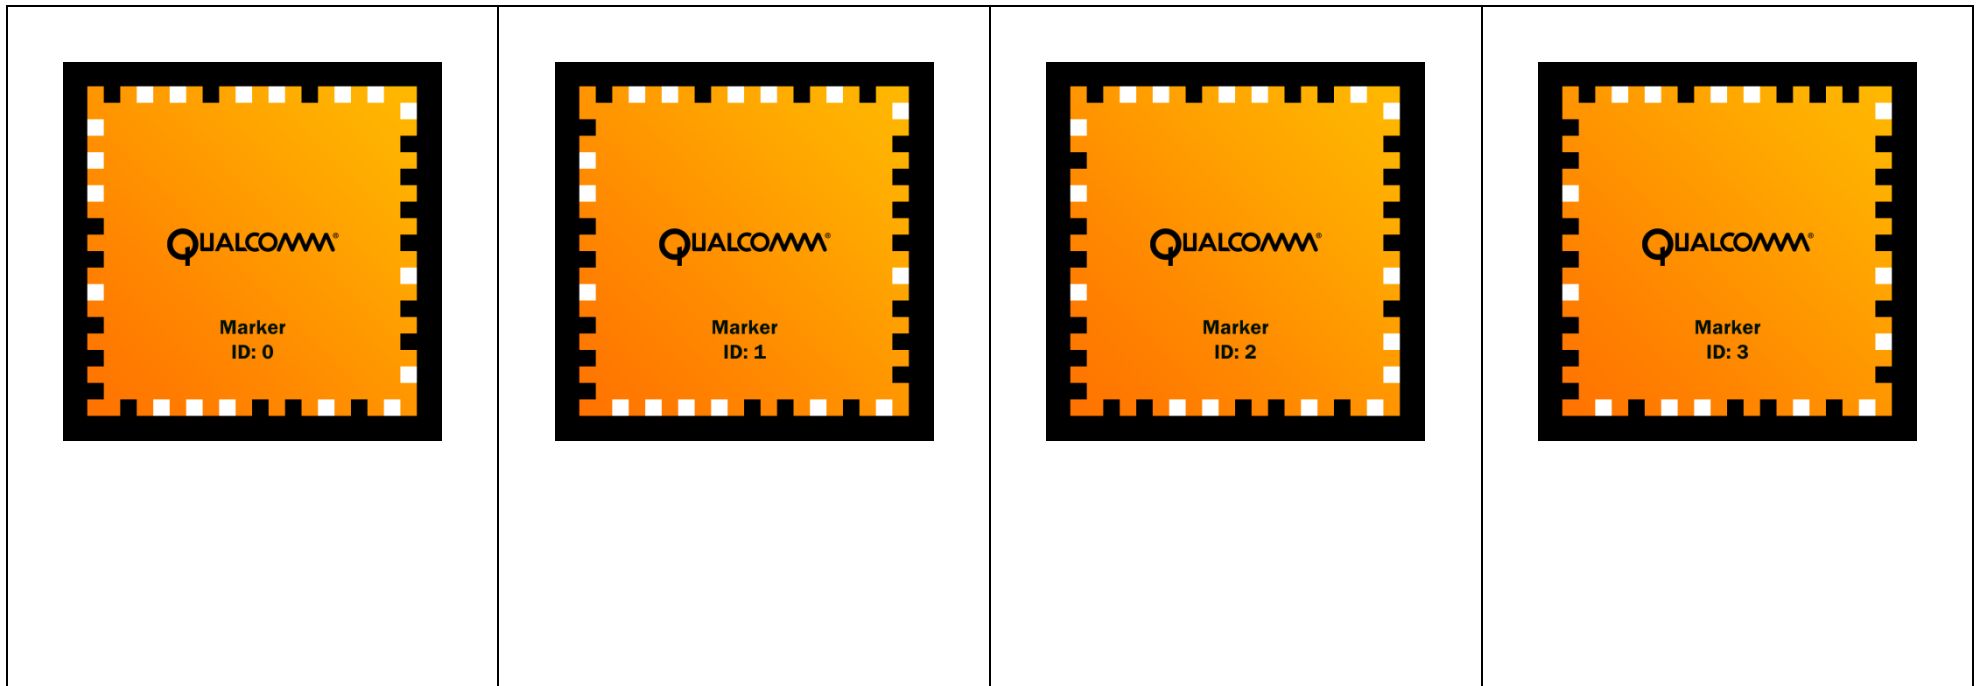 QUALCOMM®
Marker
ID: 0
QUALCOMM®
Marker
ID: 1
QUALCOMM®
Marker
ID: 2
QUALCOMM®
Marker
ID: 3